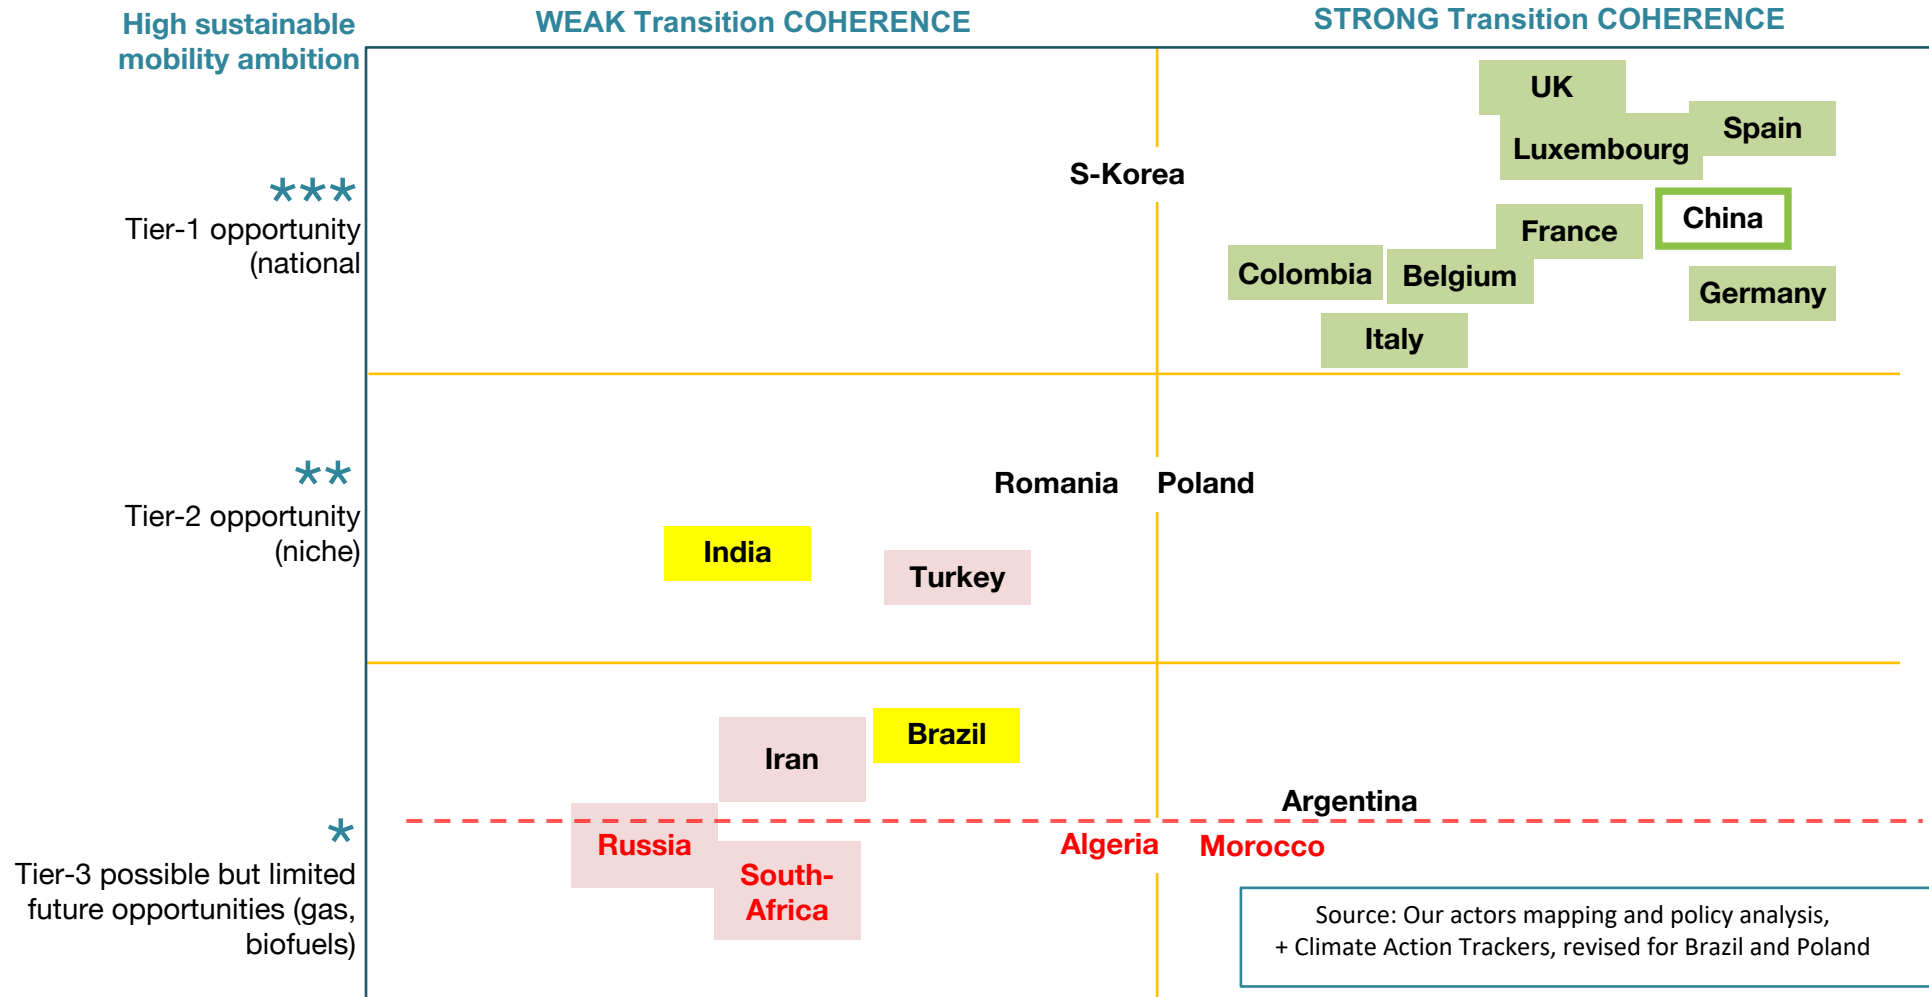 High sustainable
mobility ambition
WEAK Transition COHERENCE
STRONG Transition COHERENCE
***
Tier-1 opportunity
(national
UK
Spain
Luxembourg
S-Korea
China
France
Colombia
Belgium
Germany
Italy
**
Tier-2 opportunity
(niche)
Romania
Poland
India
Turkey
*
Tier-3 possible but limited
future opportunities (gas,
biofuels)
Brazil
Iran
Argentina
Russia
Algeria
Morocco
South-
Africa
Source: Our actors mapping and policy analysis,
+ Climate Action Trackers, revised for Brazil and Poland